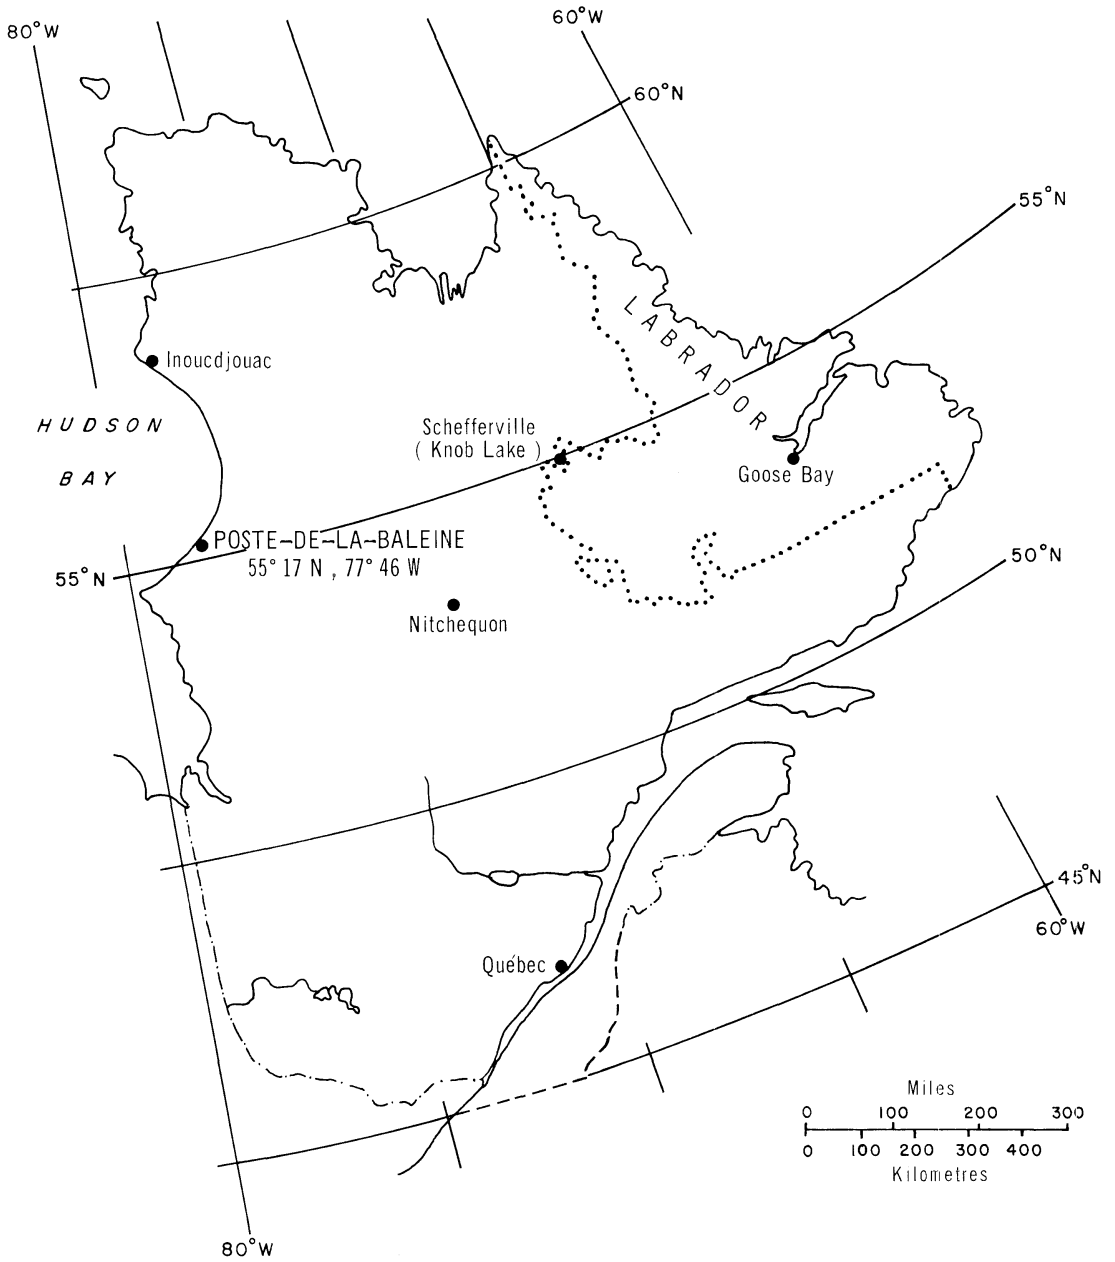 80°W
60°W
60°N
55°N
LABRADOR
Inoucdjouac
HUDSON
BAY
Schefferville
( Knob Lake )
Goose Bay
POSTE-DE-LA-BALEINE
55° 17 N , 77° 46 W
55°N
50°N
Nitchequon
45°N
60°W
Québec
Miles
0 100 200 300
0 100 200 300 400
Kilometres
80°W